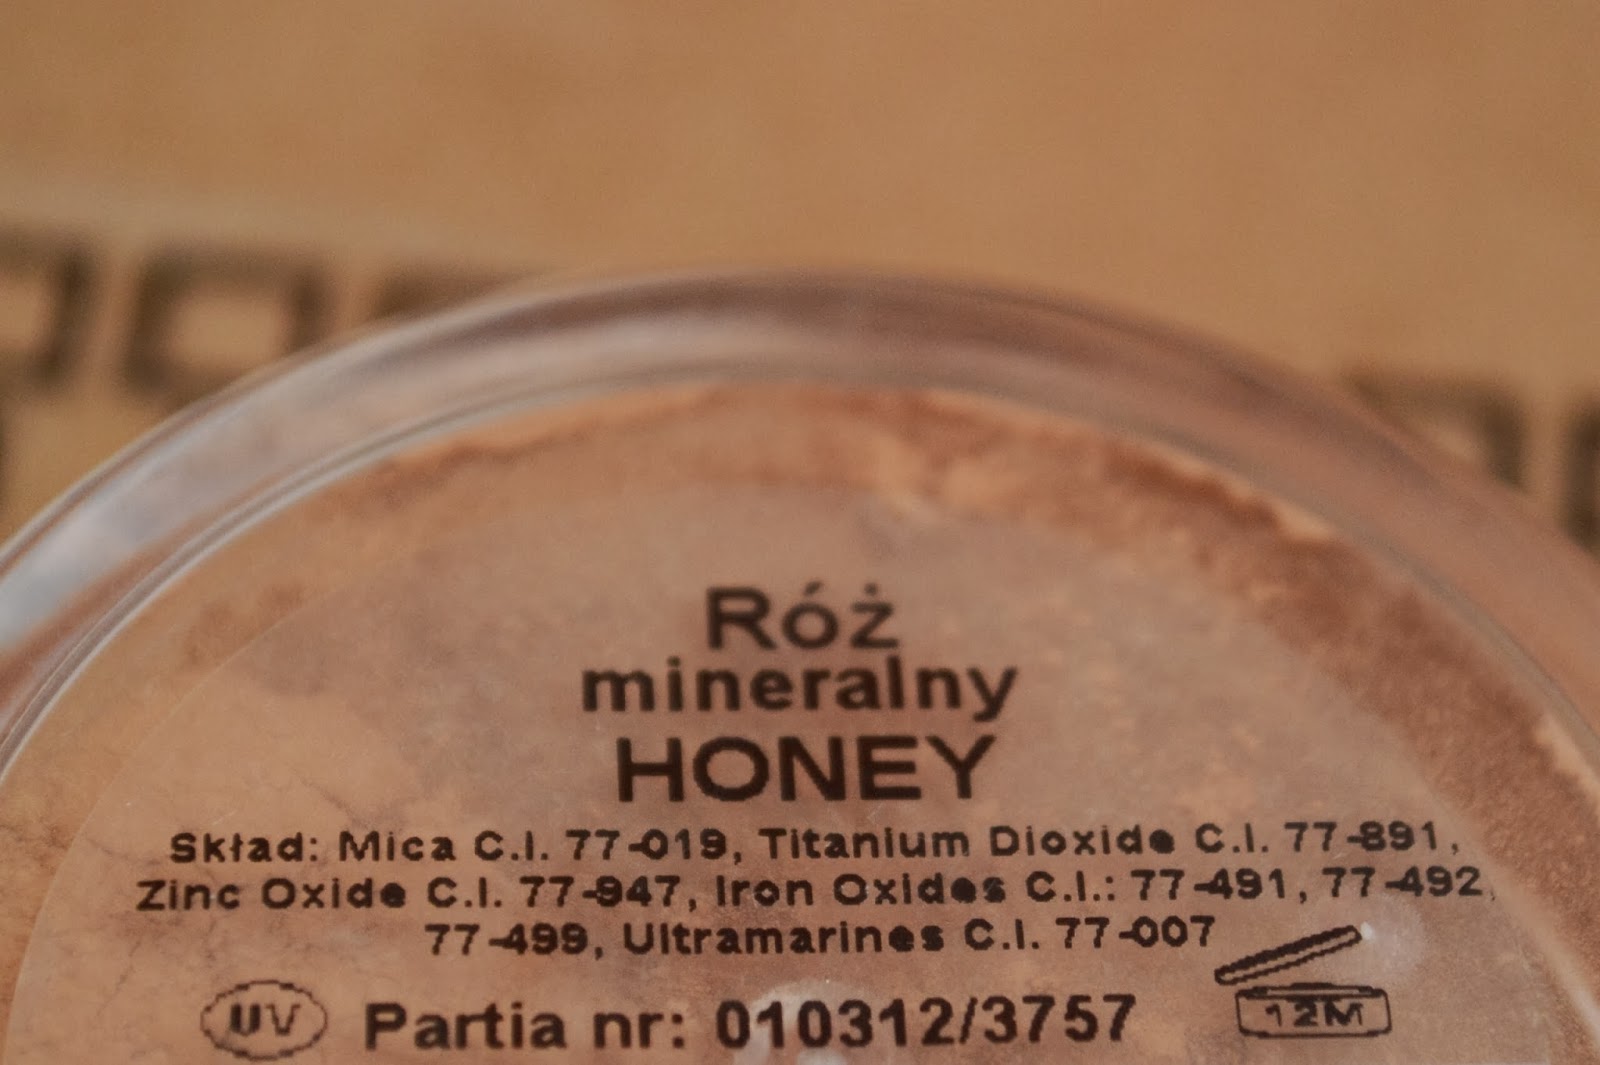 Róż
mineralny
HONEY
Skład: Mica C.I. 77-019, Titanium Dioxide C.I. 77-891,
Zinc Oxide C.I. 77-947, Iron Oxides C.I.: 77-491, 77-492,
77-499, Ultramarines C.I. 77-007
UV Partia nr: 010312/3757 12M